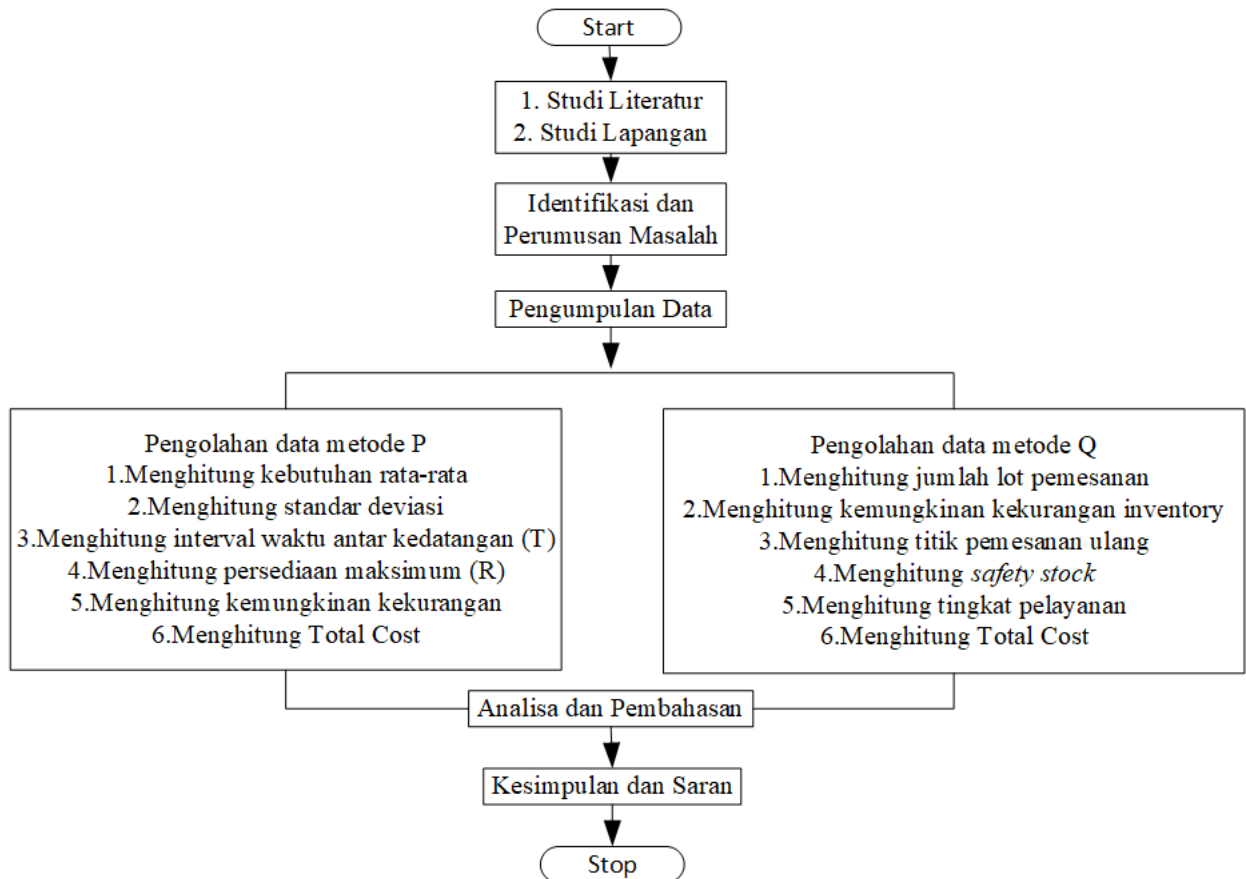 Start
1. Studi Literatur
2. Studi Lapangan
Identifikasi dan
Perumusan Masalah
Pengumpulan Data
Pengolahan data metode P
1.Menghitung kebutuhan rata-rata
2.Menghitung standar deviasi
3.Menghitung interval waktu antar kedatangan (T)
4.Menghitung persediaan maksimum (R)
5.Menghitung kemungkinan kekurangan
6.Menghitung Total Cost
Pengolahan data metode Q
1.Menghitung jumlah lot pemesanan
2.Menghitung kemungkinan kekurangan inventory
3.Menghitung titik pemesanan ulang
4.Menghitung safety stock
5.Menghitung tingkat pelayanan
6.Menghitung Total Cost
Analisa dan Pembahasan
Kesimpulan dan Saran
Stop